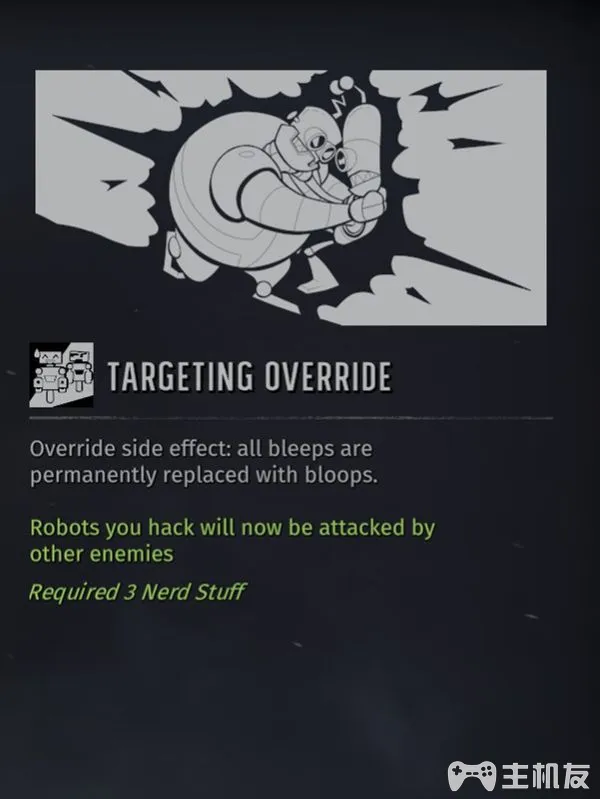 TARGETING OVERRIDE
Override side effect: all bleeps are
permanently replaced with bloops.
Robots you hack will now be attacked by
other enemies
Required 3 Nerd Stuff
主机友